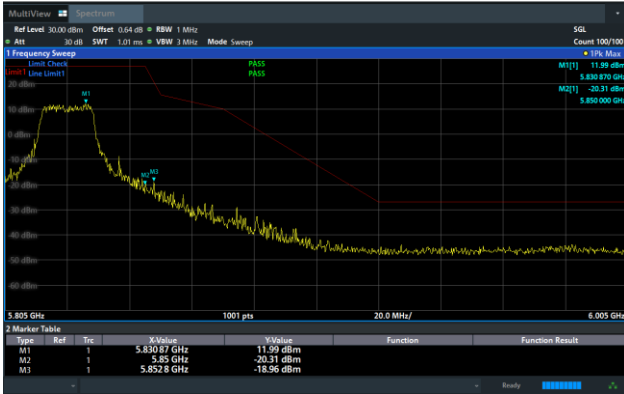 MultiView Spectrum
Ref Level 30.00 dBm Offset 0.64 dB RBW 1 MHz SGL
Att 30 dB SWT 1.01 ms VBW 3 MHz Mode Sweep Count 100/100
1 Frequency Sweep 1Pk Max
Limit Check PASS M1[1] 11.99 dBm
Limit1 Line Limit1 PASS 5.830 870 GHz
20 dBm M2[1] -20.31 dBm
5.850 000 GHz
M1
10 dBm
0 dBm
-10 dBm
M2 M3
-20 dBm
-30 dBm
-40 dBm
-50 dBm
-60 dBm
5.805 GHz 1001 pts 20.0 MHz/ 6.005 GHz
2 Marker Table
Type Ref Trc X-Value Y-Value Function Function Result
M1 1 5.830 87 GHz 11.99 dBm
M2 1 5.85 GHz -20.31 dBm
M3 1 5.852 8 GHz -18.96 dBm
Ready